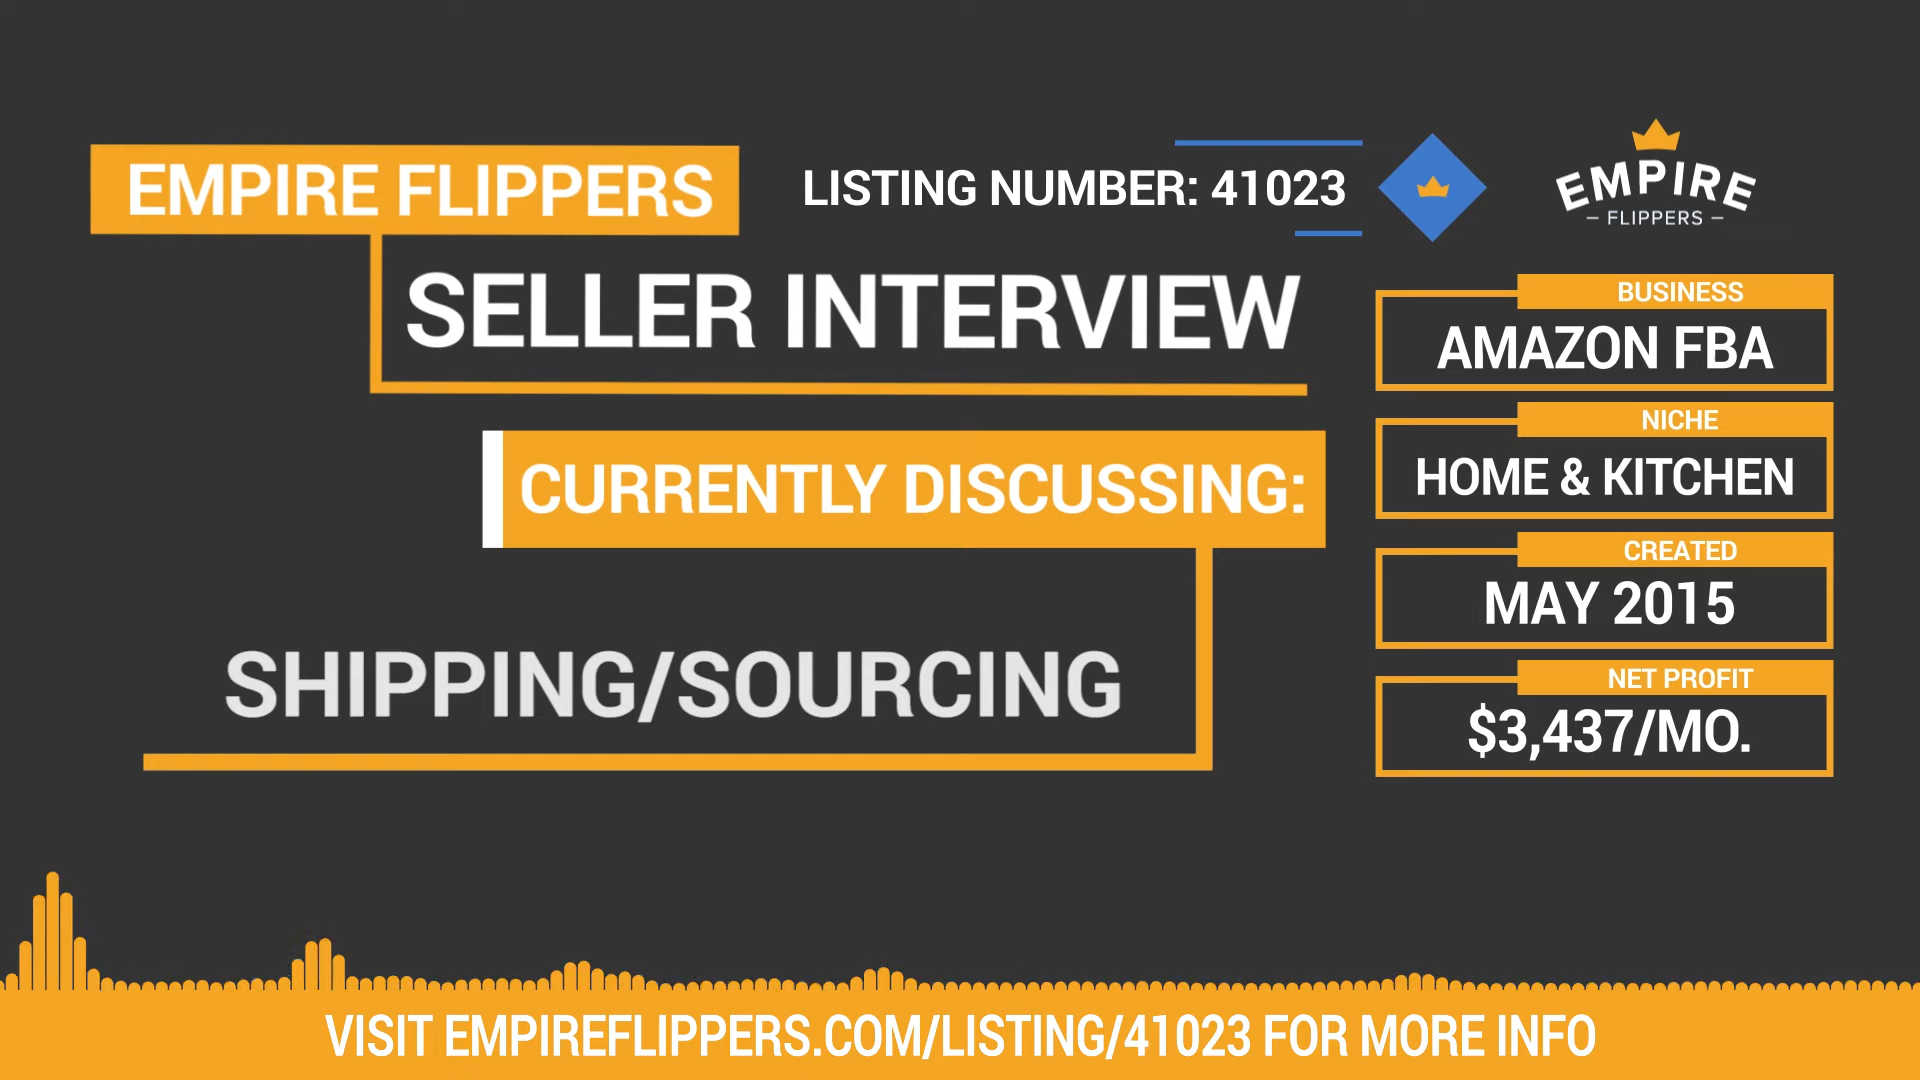 EMPIRE FLIPPERS
LISTING NUMBER: 41023
EMPIRE
FLIPPERS
SELLER INTERVIEW
BUSINESS
AMAZON FBA
CURRENTLY DISCUSSING:
NICHE
HOME & KITCHEN
CREATED
MAY 2015
SHIPPING/SOURCING
NET PROFIT
$3,437/MO.
VISIT EMPIREFLIPPERS.COM/LISTING/41023 FOR MORE INFO